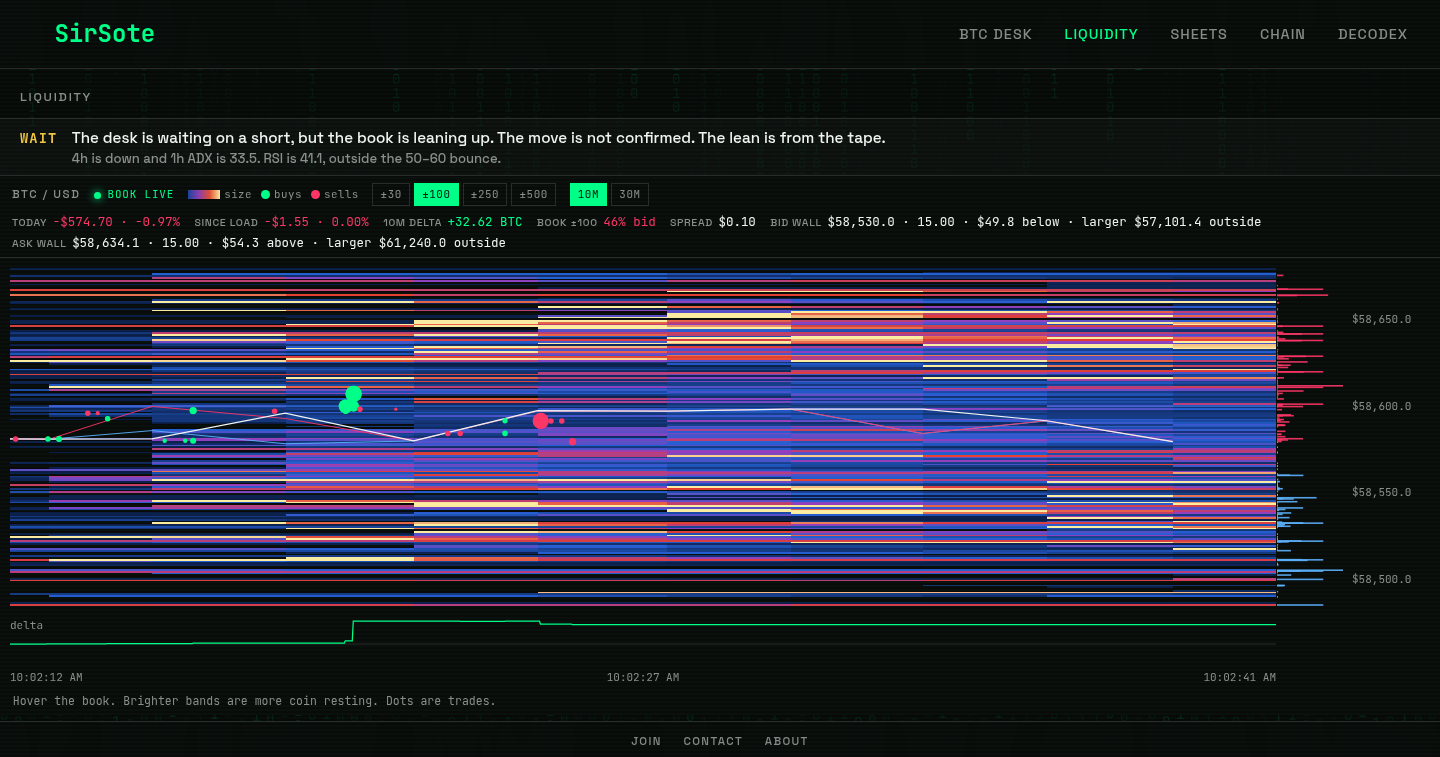 SirSote
BTC DESK LIQUIDITY SHEETS CHAIN DECODEX
LIQUIDITY
WAIT The desk is waiting on a short, but the book is leaning up. The move is not confirmed. The lean is from the tape.
4h is down and 1h ADX is 33.5. RSI is 41.1, outside the 50–60 bounce.
BTC / USD BOOK LIVE size buys sells ±30 ±100 ±250 ±500 10M 30M
TODAY -$574.70 · -0.97% SINCE LOAD -$1.55 · 0.00% 10M DELTA +32.62 BTC BOOK ±100 46% bid SPREAD $0.10 BID WALL $58,530.0 · 15.00 · $49.8 below · larger $57,101.4 outside
ASK WALL $58,634.1 · 15.00 · $54.3 above · larger $61,240.0 outside
$58,650.0
$58,600.0
$58,550.0
$58,500.0
delta
10:02:12 AM 10:02:27 AM 10:02:41 AM
Hover the book. Brighter bands are more coin resting. Dots are trades.
JOIN CONTACT ABOUT